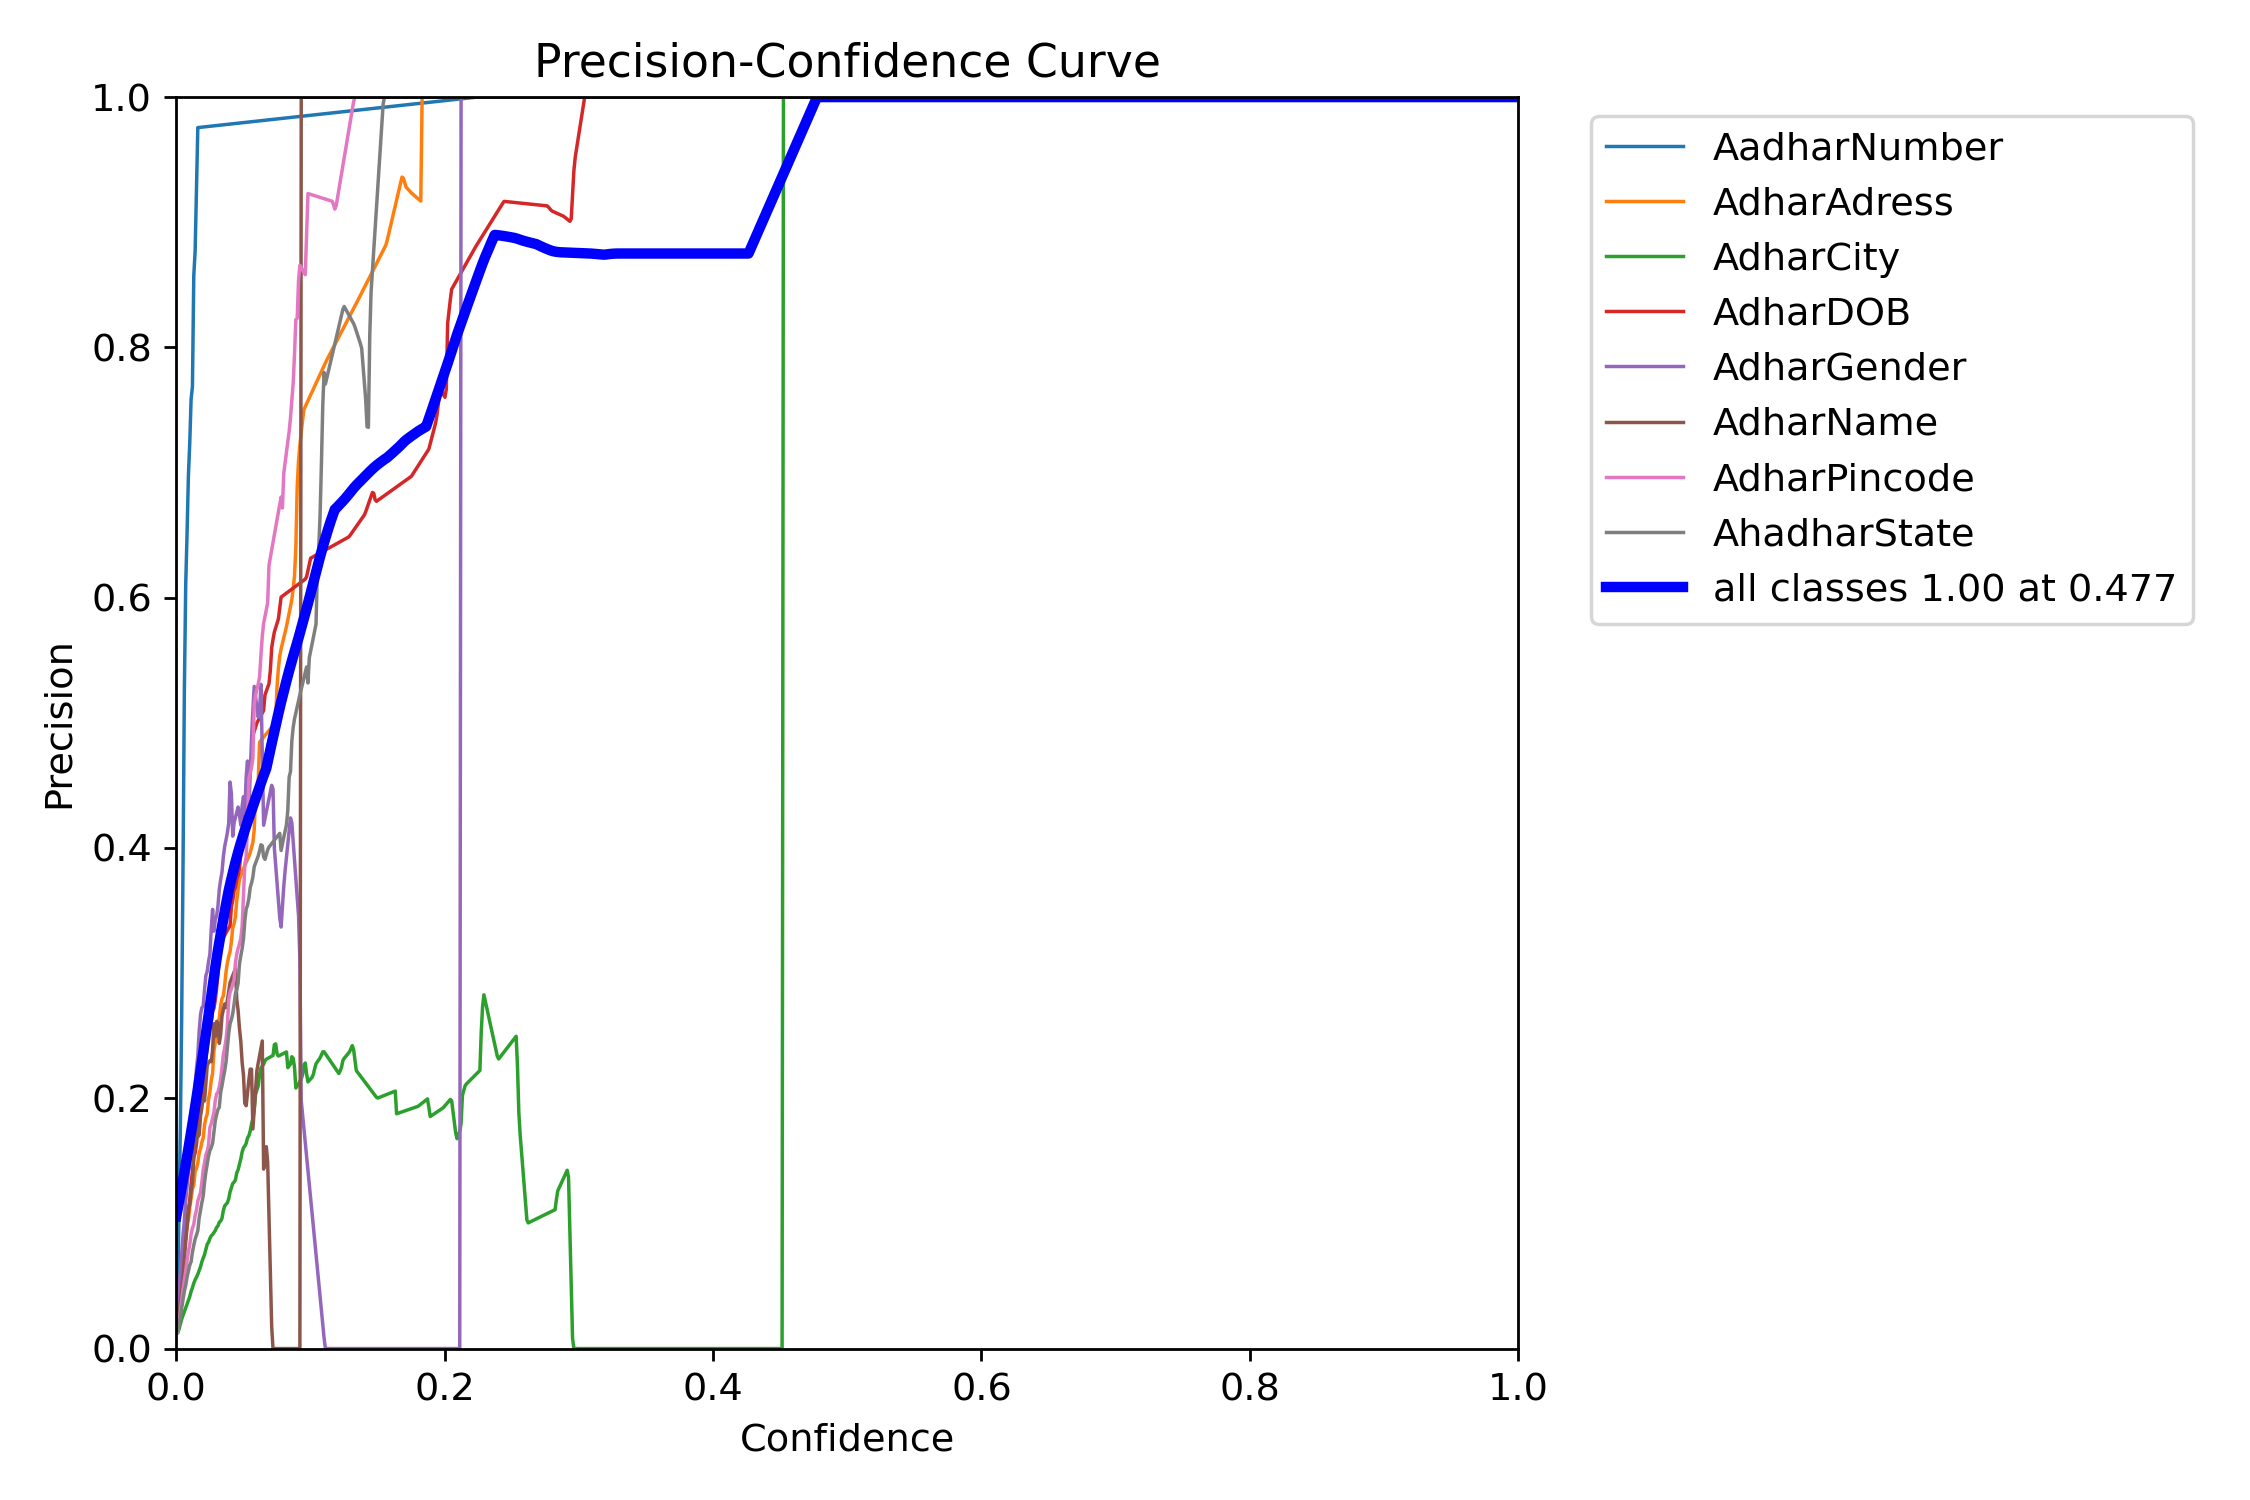 Precision-Confidence Curve
1.0
0.8
0.6
0.4
0.2
0.0
Precision
0.0 0.2 0.4 0.6 0.8 1.0
Confidence
AadharNumber
AdharAdress
AdharCity
AdharDOB
AdharGender
AdharName
AdharPincode
AhadharState
all classes 1.00 at 0.477